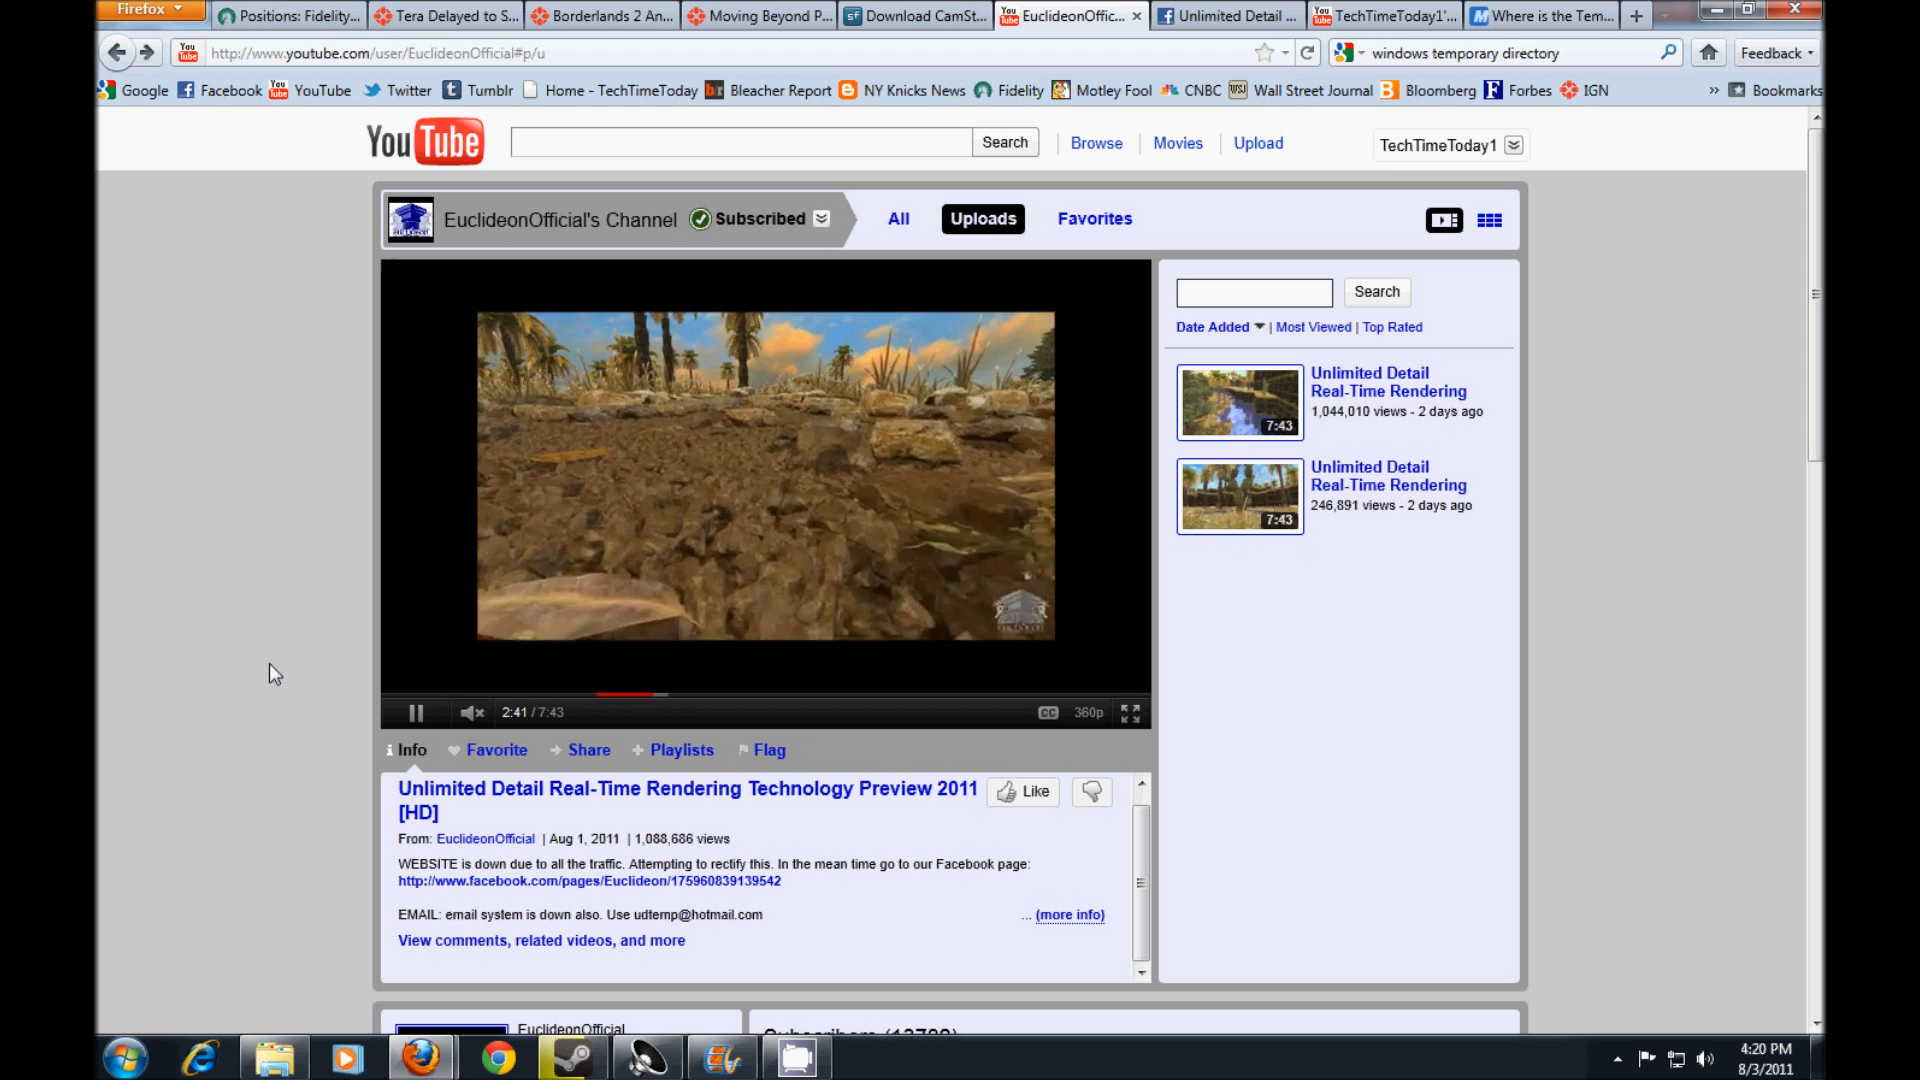 Firefox
Positions: Fidelity...
Tera Delayed to S...
Borderlands 2 An...
Moving Beyond P...
sf Download CamSt...
You Tube EuclideonOffic...
Unlimited Detail ...
You Tube TechTimeToday1'...
M Where is the Tem...
http://www.youtube.com/user/EuclideonOfficial#p/u
windows temporary directory
Feedback
Google Facebook YouTube Twitter Tumblr Home - TechTimeToday Bleacher Report NY Knicks News Fidelity Motley Fool CNBC Wall Street Journal Bloomberg Forbes IGN » Bookmarks
YouTube
Search
Browse
Movies
Upload
TechTimeToday1
EuclideonOfficial's Channel
Subscribed
All
Uploads
Favorites
Search
Date Added | Most Viewed | Top Rated
Unlimited Detail
Real-Time Rendering
1,044,010 views - 2 days ago
7:43
Unlimited Detail
Real-Time Rendering
246,891 views - 2 days ago
7:43
2:41 / 7:43
CC
360p
Info
Favorite
Share
Playlists
Flag
Unlimited Detail Real-Time Rendering Technology Preview 2011
[HD]
Like
From: EuclideonOfficial | Aug 1, 2011 | 1,088,686 views
WEBSITE is down due to all the traffic. Attempting to rectify this. In the mean time go to our Facebook page:
http://www.facebook.com/pages/Euclideon/175960839139542
EMAIL: email system is down also. Use udtemp@hotmail.com
... (more info)
View comments, related videos, and more
EuclideonOfficial
4:20 PM
8/3/2011